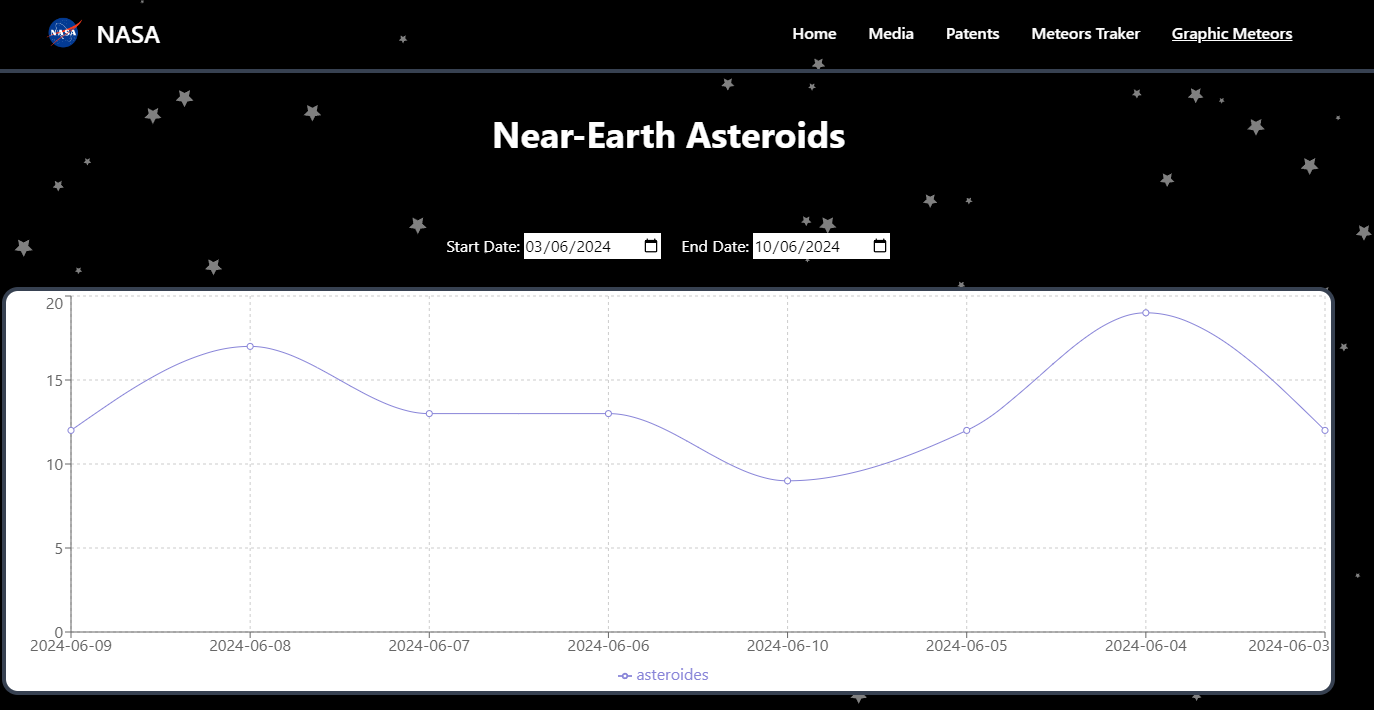 NASA NASA Home Media Patents Meteors Traker Graphic Meteors
Near-Earth Asteroids
Start Date: 03/06/2024 End Date: 10/06/2024
20
15
10
5
0
2024-06-09 2024-06-08 2024-06-07 2024-06-06 2024-06-10 2024-06-05 2024-06-04 2024-06-03
asteroides